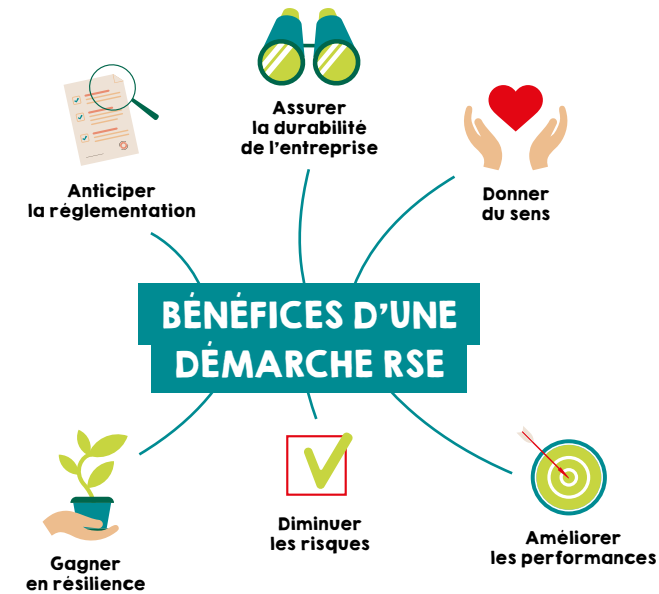 Assurer
la durabilité
de l’entreprise
Anticiper
la réglementation
Donner
du sens
BÉNÉFICES D’UNE
DÉMARCHE RSE
Gagner
en résilience
Diminuer
les risques
Améliorer
les performances